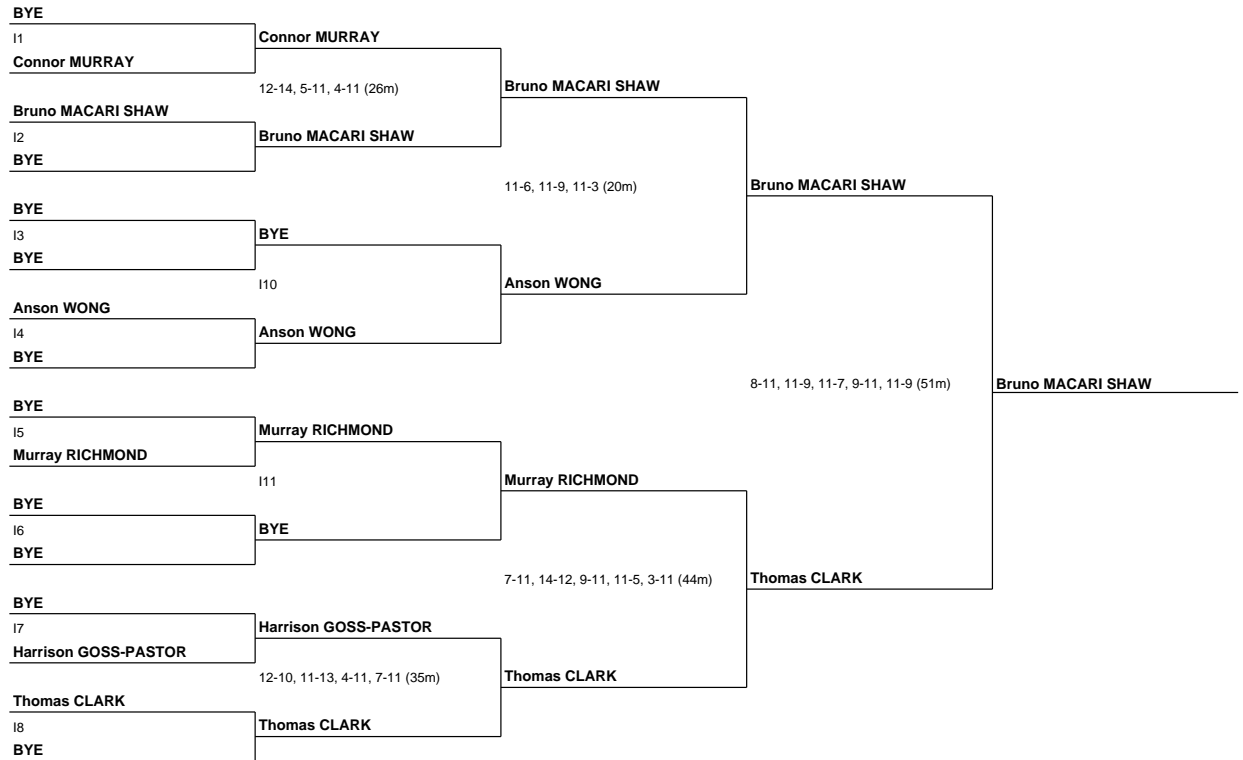 BYE
I1
Connor MURRAY
Bruno MACARI SHAW
I2
BYE
BYE
I3
BYE
Anson WONG
I4
BYE
BYE
I5
Murray RICHMOND
BYE
I6
BYE
BYE
I7
Harrison GOSS-PASTOR
Thomas CLARK
I8
BYE
Connor MURRAY
12-14, 5-11, 4-11 (26m)
Bruno MACARI SHAW
BYE
I10
Anson WONG
Murray RICHMOND
I11
BYE
Harrison GOSS-PASTOR
12-10, 11-13, 4-11, 7-11 (35m)
Thomas CLARK
Bruno MACARI SHAW
11-6, 11-9, 11-3 (20m)
Anson WONG
Murray RICHMOND
7-11, 14-12, 9-11, 11-5, 3-11 (44m)
Thomas CLARK
Bruno MACARI SHAW
8-11, 11-9, 11-7, 9-11, 11-9 (51m)
Thomas CLARK
Bruno MACARI SHAW